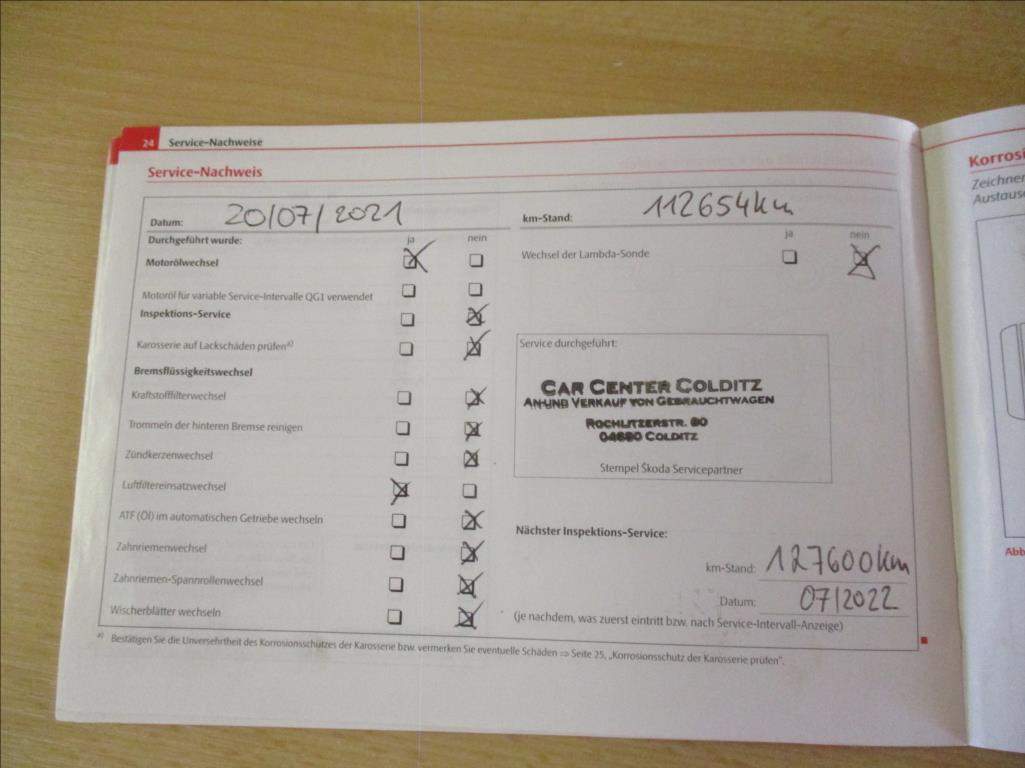 24 Service-Nachweise
Service-Nachweis
Datum: 20/07/2021
km-Stand: 112654km
Durchgeführt wurde: ja nein
ja nein
Motorölwechsel
Wechsel der Lambda-Sonde
Motoröl für variable Service-Intervalle QG1 verwendet
Inspektions-Service
Karosserie auf Lackschäden prüfen a)
Bremsflüssigkeitswechsel
Kraftstofffilterwechsel
Trommeln der hinteren Bremse reinigen
Zündkerzenwechsel
Luftfiltereinsatzwechsel
ATF (Öl) im automatischen Getriebe wechseln
Zahnriemenwechsel
Zahnriemen-Spannrollenwechsel
Wischerblätter wechseln
Service durchgeführt:
CAR CENTER COLDITZ
AN-UND VERKAUF VON GEBRAUCHTWAGEN
ROCHLITZERSTR. 80
04680 COLDITZ
Stempel Škoda Servicepartner
Nächster Inspektions-Service:
km-Stand: 127600km
Datum: 07/2022
(je nachdem, was zuerst eintritt bzw. nach Service-Intervall-Anzeige)
a) Bestätigen Sie die Unversehrtheit des Korrosionsschutzes der Karosserie bzw. vermerken Sie eventuelle Schäden ⇒ Seite 25, „Korrosionsschutz der Karosserie prüfen“.
Korrosi
Zeichner
Austaus
Abb